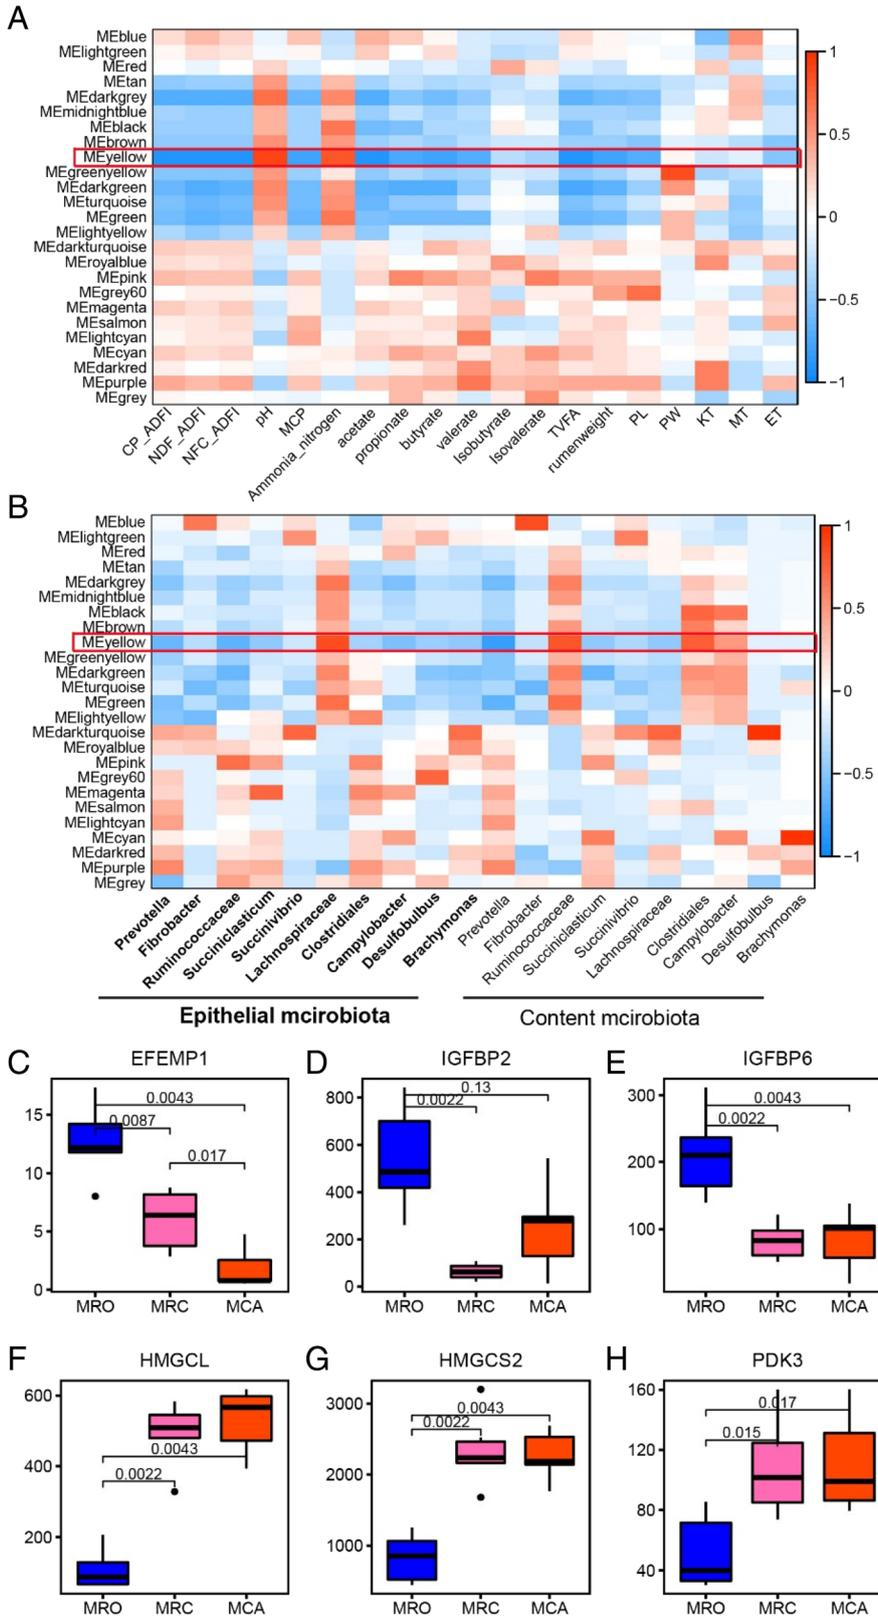 A
MEblue
MElightgreen
MEred
MEtan
MEdarkgrey
MEmidnightblue
MEblack
MEbrown
MEyellow
MEgreenyellow
MEdarkgreen
MEturquoise
MEgreen
MElightyellow
MEdarkturquoise
MEroyalblue
MEpink
MEgrey60
MEmagenta
MEsalmon
MElightcyan
MEcyan
MEdarkred
MEpurple
MEgrey
1
0.5
0
−0.5
−1
CP_ADFI
NDF_ADFI
NFC_ADFI
pH
MCP
Ammonia_nitrogen
acetate
propionate
butyrate
valerate
Isobutyrate
Isovalerate
TVFA
rumenweight
PL
PW
KT
MT
ET
B
MEblue
MElightgreen
MEred
MEtan
MEdarkgrey
MEmidnightblue
MEblack
MEbrown
MEyellow
MEgreenyellow
MEdarkgreen
MEturquoise
MEgreen
MElightyellow
MEdarkturquoise
MEroyalblue
MEpink
MEgrey60
MEmagenta
MEsalmon
MElightcyan
MEcyan
MEdarkred
MEpurple
MEgrey
1
0.5
0
−0.5
−1
Prevotella
Fibrobacter
Ruminococcaceae
Succiniclasticum
Succinivibrio
Lachnospiraceae
Clostridiales
Campylobacter
Desulfobulbus
Brachymonas
Prevotella
Fibrobacter
Ruminococcaceae
Succiniclasticum
Succinivibrio
Lachnospiraceae
Clostridiales
Campylobacter
Desulfobulbus
Brachymonas
Epithelial mcirobiota
Content mcirobiota
C
EFEMP1
15
10
5
0
0.0043
0.0087
0.017
MRO MRC MCA
D
IGFBP2
800
600
400
200
0
0.13
0.0022
MRO MRC MCA
E
IGFBP6
300
200
100
0.0043
0.0022
MRO MRC MCA
F
HMGCL
600
400
200
0.0043
0.0022
MRO MRC MCA
G
HMGCS2
3000
2000
1000
0.0043
0.0022
MRO MRC MCA
H
PDK3
160
120
80
40
0.017
0.015
MRO MRC MCA